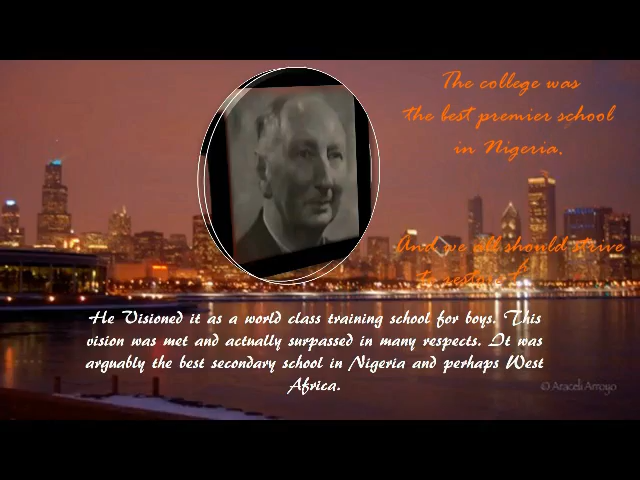 The college was
the best premier school
in Nigeria.
And we all should strive
He Visioned it as a world class training school for boys. This
vision was met and actually surpassed in many respects. It was
arguably the best secondary school in Nigeria and perhaps West
Africa.
© Araceli Arroyo